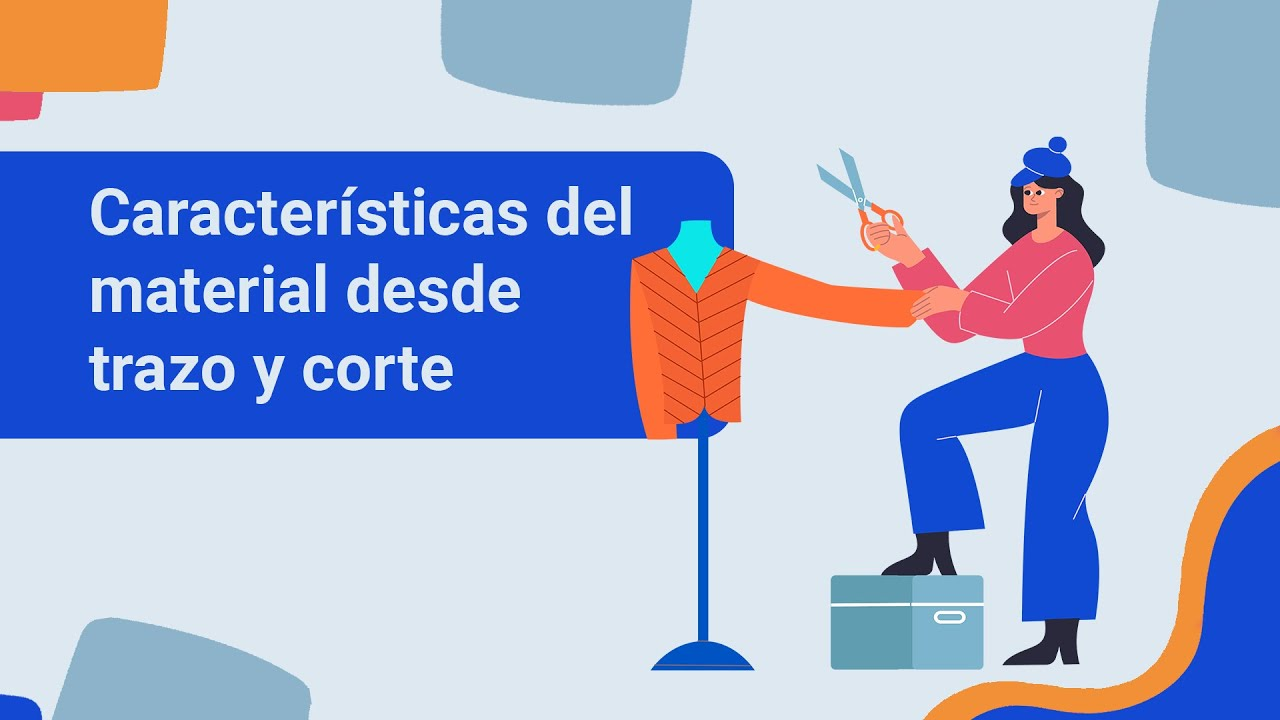 Características del
material desde
trazo y corte